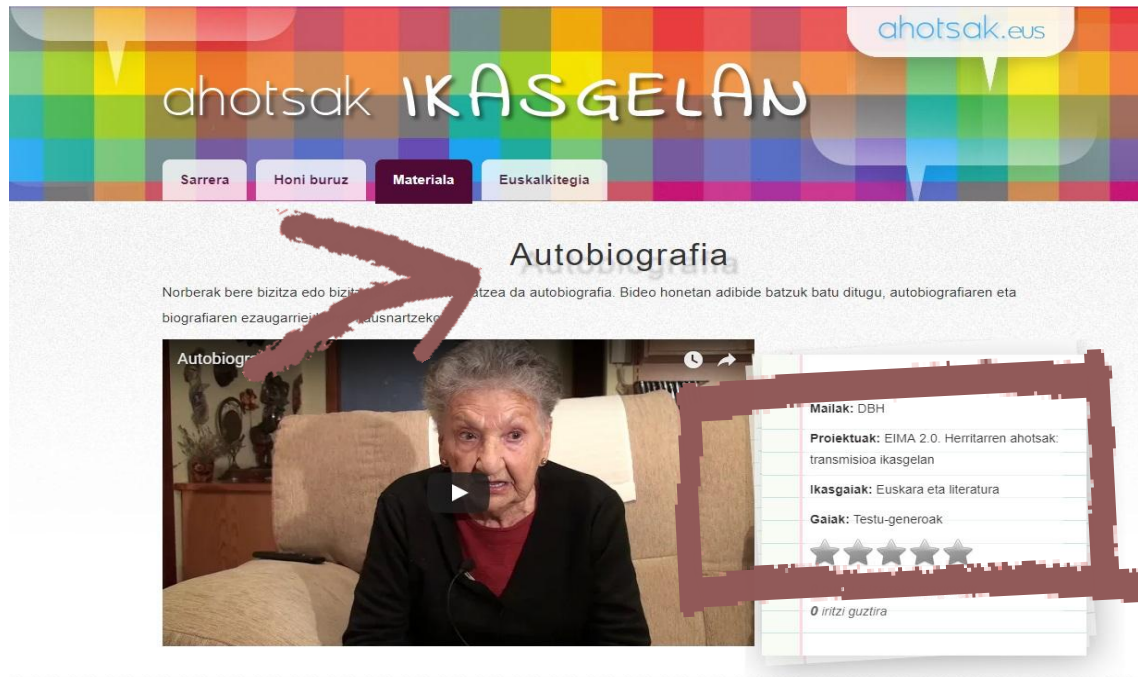 ahotsak.eus
ahotsak IKASGELAN
Sarrera Honi buruz Materiala Euskalkitegia
Autobiografia
Norberak bere bizitza edo bizit atzea da autobiografia. Bideo honetan adibide batzuk batu ditugu, autobiografiaren eta
biografiaren ezaugarriei ausnartzeko
Autobiogr
Mailak: DBH
Proiektuak: EIMA 2.0. Herritarren ahotsak:
transmisioa ikasgelan
Ikasgaiak: Euskara eta literatura
Gaiak: Testu-generoak
0 iritzi guztira